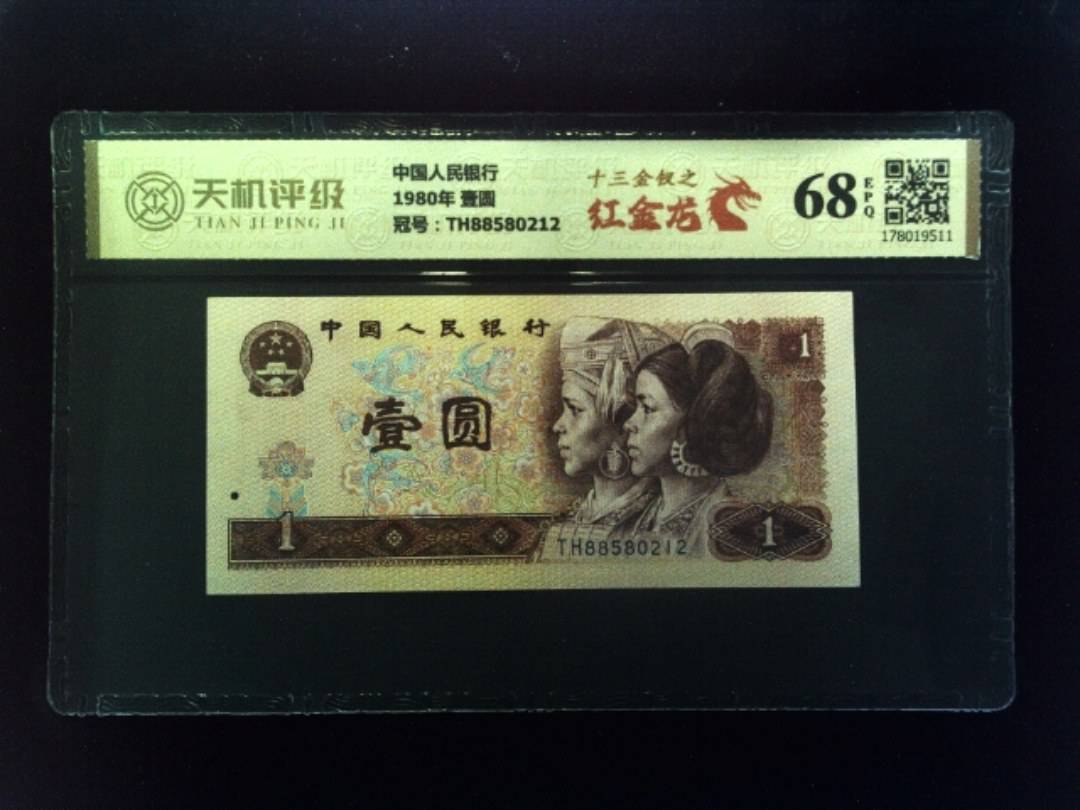 天机评级
TIAN JI PING JI
中国人民银行
1980年 壹圆
冠号：TH88580212
十三金钗之
红金龙
68
EPQ
178019511
中国人民银行
壹圆
1
1
TH88580212
1